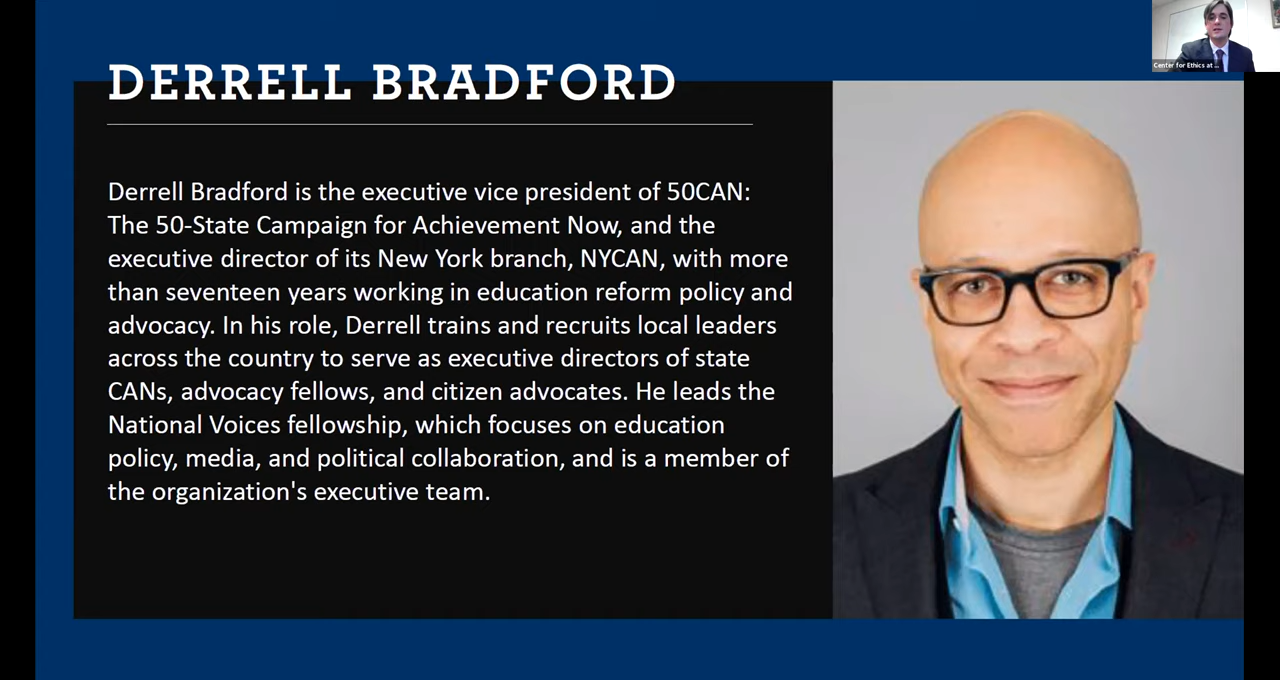 DERRELL BRADFORD
Derrell Bradford is the executive vice president of 50CAN:
The 50-State Campaign for Achievement Now, and the
executive director of its New York branch, NYCAN, with more
than seventeen years working in education reform policy and
advocacy. In his role, Derrell trains and recruits local leaders
across the country to serve as executive directors of state
CANs, advocacy fellows, and citizen advocates. He leads the
National Voices fellowship, which focuses on education
policy, media, and political collaboration, and is a member of
the organization's executive team.
Center for Ethics at ...